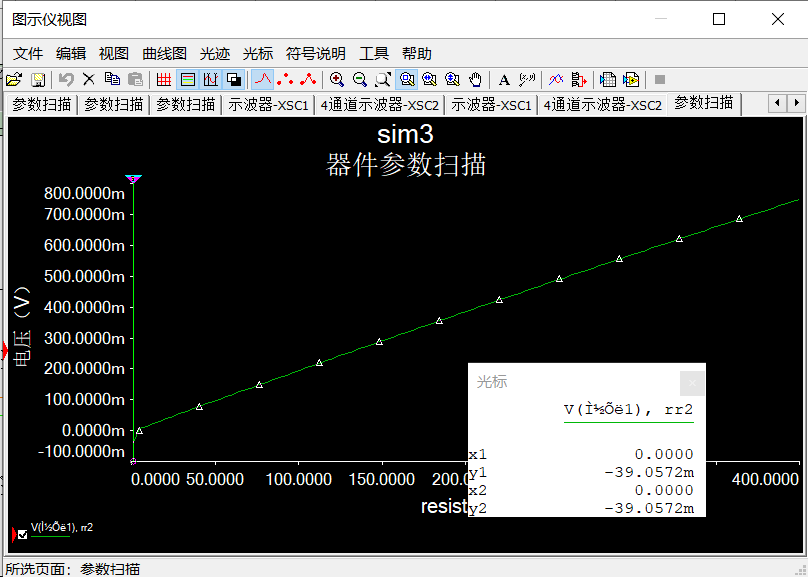 图示仪视图
文件 编辑 视图 曲线图 光迹 光标 符号说明 工具 帮助
参数扫描 参数扫描 参数扫描 示波器-XSC1 4通道示波器-XSC2 示波器-XSC1 4通道示波器-XSC2 参数扫描
sim3
器件参数扫描
800.0000m
700.0000m
600.0000m
500.0000m
400.0000m
300.0000m
200.0000m
100.0000m
0.0000m
-100.0000m
电压（V）
0.0000 50.0000 100.0000 150.0000 200.0 400.0000
resist
光标
V(Ì½Õë1), rr2
x1 0.0000
y1 -39.0572m
x2 0.0000
y2 -39.0572m
V(Ì½Õë1), rr2
所选页面：参数扫描